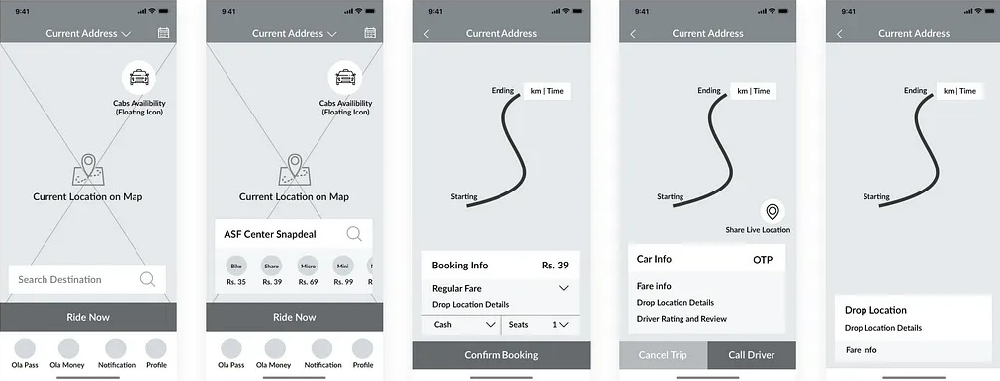 9:41
Current Address
Cabs Availibility
(Floating Icon)
Current Location on Map
Search Destination
Ride Now
Ola Pass
Ola Money
Notification
Profile
9:41
Current Address
Cabs Availibility
(Floating Icon)
Current Location on Map
ASF Center Snapdeal
Bike
Share
Micro
Mini
Rs. 35
Rs. 39
Rs. 69
Rs. 99
Ride Now
Ola Pass
Ola Money
Notification
Profile
9:41
Current Address
Ending
km | Time
Starting
Booking Info
Rs. 39
Regular Fare
Drop Location Details
Cash
Seats
1
Confirm Booking
9:41
Current Address
Ending
km | Time
Starting
Share Live Location
Car Info
OTP
Fare info
Drop Location Details
Driver Rating and Review
Cancel Trip
Call Driver
9:41
Current Address
Ending
km | Time
Starting
Drop Location
Drop Location Details
Fare Info